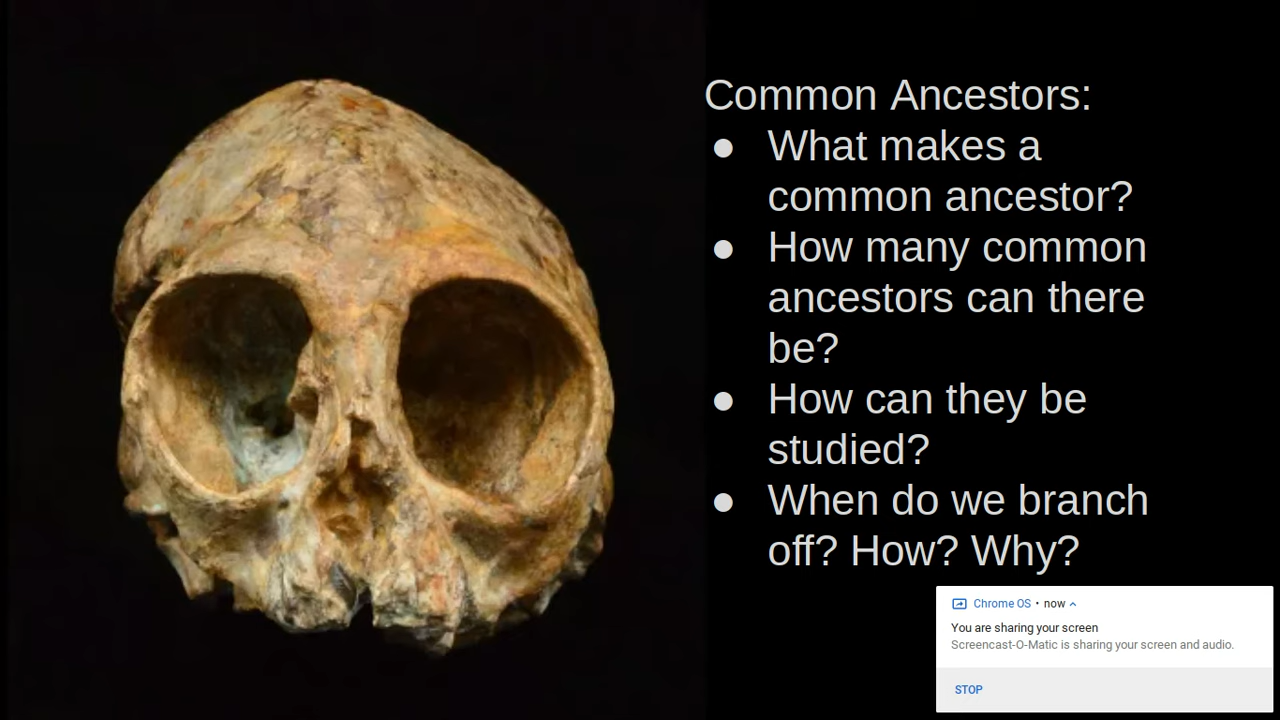 Common Ancestors:
● What makes a
common ancestor?
● How many common
ancestors can there
be?
● How can they be
studied?
● When do we branch
off? How? Why?
Chrome OS • now
You are sharing your screen
Screencast-O-Matic is sharing your screen and audio.
STOP